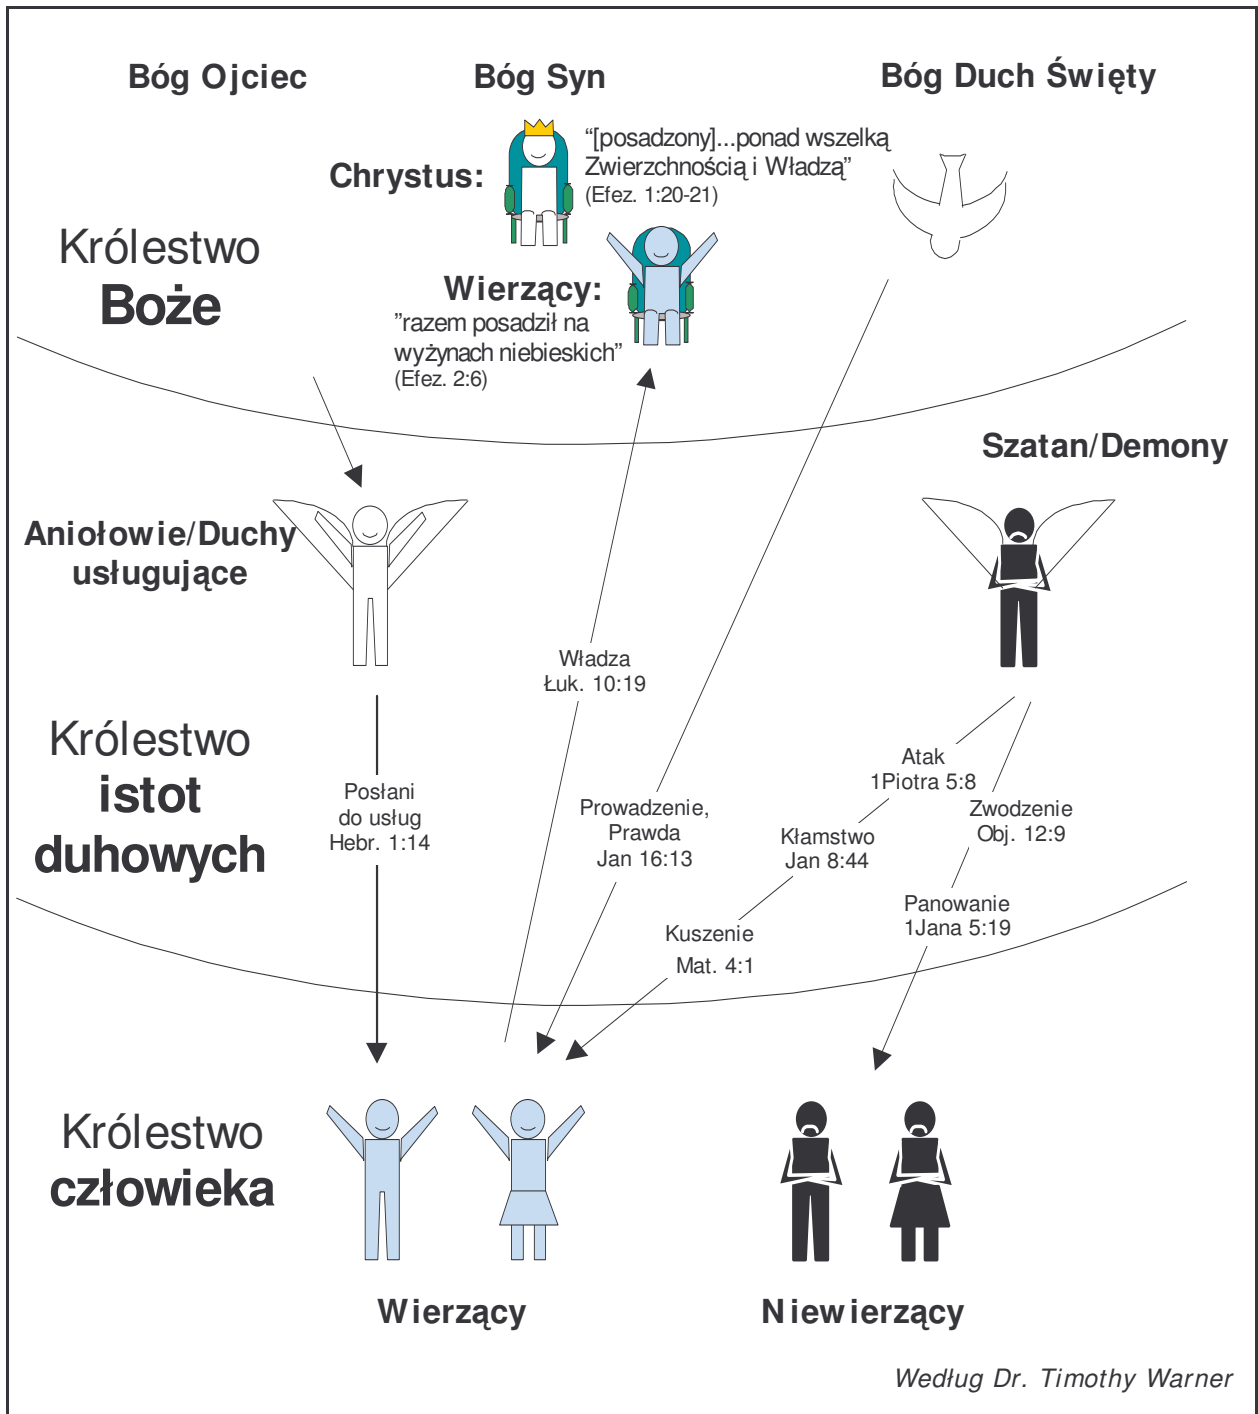 Bóg Ojciec
Bóg Syn
Bóg Duch Święty
Chrystus:
"[posadzony]...ponad wszelką
Zwierzchnością i Władzą"
(Efez. 1:20-21)
Królestwo
Boże
Wierzący:
"razem posadził na
wyżynach niebieskich"
(Efez. 2:6)
Szatan/Demony
Aniołowie/Duchy
usługujące
Władza
Łuk. 10:19
Królestwo
istot
duhowych
Posłani
do usług
Hebr. 1:14
Prowadzenie,
Prawda
Jan 16:13
Atak
1Piotra 5:8
Kłamstwo
Jan 8:44
Kuszenie
Mat. 4:1
Zwodzenie
Obj. 12:9
Panowanie
1Jana 5:19
Królestwo
człowieka
Wierzący
Niewierzący
Według Dr. Timothy Warner